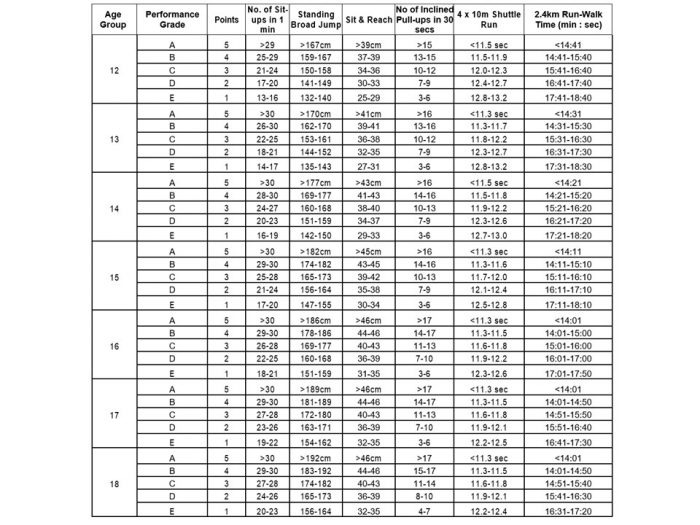 Age Group Performance Grade Points No. of Sit-ups in 1 min Standing Broad Jump Sit & Reach No of Inclined Pull-ups in 30 secs 4 x 10m Shuttle Run 2.4km Run-Walk Time (min : sec)
12
A 5 >29 >167cm >39cm >15 <11.5 sec <14:41
B 4 25-29 159-167 37-39 13-15 11.5-11.9 14:41-15:40
C 3 21-24 150-158 34-36 10-12 12.0-12.3 15:41-16:40
D 2 17-20 141-149 30-33 7-9 12.4-12.7 16:41-17:40
E 1 13-16 132-140 25-29 3-6 12.8-13.2 17:41-18:40
13
A 5 >30 >170cm >41cm >16 <11.3 sec <14:31
B 4 26-30 162-170 39-41 13-16 11.3-11.7 14:31-15:30
C 3 22-25 153-161 36-38 10-12 11.8-12.2 15:31-16:30
D 2 18-21 144-152 32-35 7-9 12.3-12.7 16:31-17:30
E 1 14-17 135-143 27-31 3-6 12.8-13.2 17:31-18:30
14
A 5 >30 >177cm >43cm >16 <11.5 sec <14:21
B 4 28-30 169-177 41-43 14-16 11.5-11.8 14:21-15:20
C 3 24-27 160-168 38-40 10-13 11.9-12.2 15:21-16:20
D 2 20-23 151-159 34-37 7-9 12.3-12.6 16:21-17:20
E 1 16-19 142-150 29-33 3-6 12.7-13.0 17:21-18:20
15
A 5 >30 >182cm >45cm >16 <11.3 sec <14:11
B 4 29-30 174-182 43-45 14-16 11.3-11.6 14:11-15:10
C 3 25-28 165-173 39-42 10-13 11.7-12.0 15:11-16:10
D 2 21-24 156-164 35-38 7-9 12.1-12.4 16:11-17:10
E 1 17-20 147-155 30-34 3-6 12.5-12.8 17:11-18:10
16
A 5 >30 >186cm >46cm >17 <11.3 sec <14:01
B 4 29-30 178-186 44-46 14-17 11.3-11.5 14:01-15:00
C 3 26-28 169-177 40-43 11-13 11.6-11.8 15:01-16:00
D 2 22-25 160-168 36-39 7-10 11.9-12.2 16:01-17:00
E 1 18-21 151-159 31-35 3-6 12.3-12.6 17:01-17:50
17
A 5 >30 >189cm >46cm >17 <11.3 sec <14:01
B 4 29-30 181-189 44-46 14-17 11.3-11.5 14:01-14:50
C 3 27-28 172-180 40-43 11-13 11.6-11.8 14:51-15:50
D 2 23-26 163-171 36-39 7-10 11.9-12.1 15:51-16:40
E 1 19-22 154-162 32-35 3-6 12.2-12.5 16:41-17:30
18
A 5 >30 >192cm >46cm >17 <11.3 sec <14:01
B 4 29-30 183-192 44-46 15-17 11.3-11.5 14:01-14:50
C 3 27-28 174-182 40-43 11-14 11.6-11.8 14:51-15:40
D 2 24-26 165-173 36-39 8-10 11.9-12.1 15:41-16:30
E 1 20-23 156-164 32-35 4-7 12.2-12.4 16:31-17:20